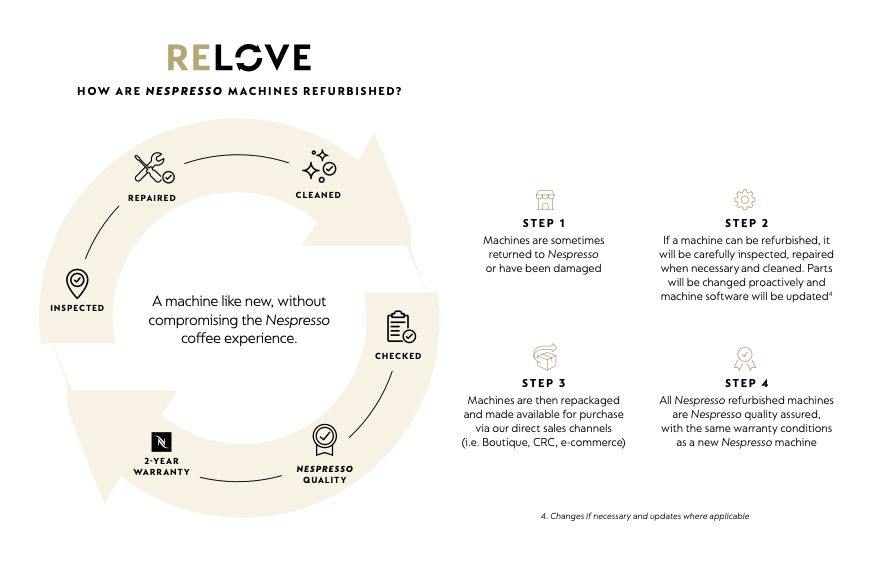 RELOVE
HOW ARE NESPRESSO MACHINES REFURBISHED?
REPAIRED
CLEANED
INSPECTED
A machine like new, without
compromising the Nespresso
coffee experience.
CHECKED
2-YEAR
WARRANTY
NESPRESSO
QUALITY
STEP 1
Machines are sometimes
returned to Nespresso
or have been damaged
STEP 2
If a machine can be refurbished, it
will be carefully inspected, repaired
when necessary and cleaned. Parts
will be changed proactively and
machine software will be updated⁴
STEP 3
Machines are then repackaged
and made available for purchase
via our direct sales channels
(i.e. Boutique, CRC, e-commerce)
STEP 4
All Nespresso refurbished machines
are Nespresso quality assured,
with the same warranty conditions
as a new Nespresso machine
4. Changes if necessary and updates where applicable